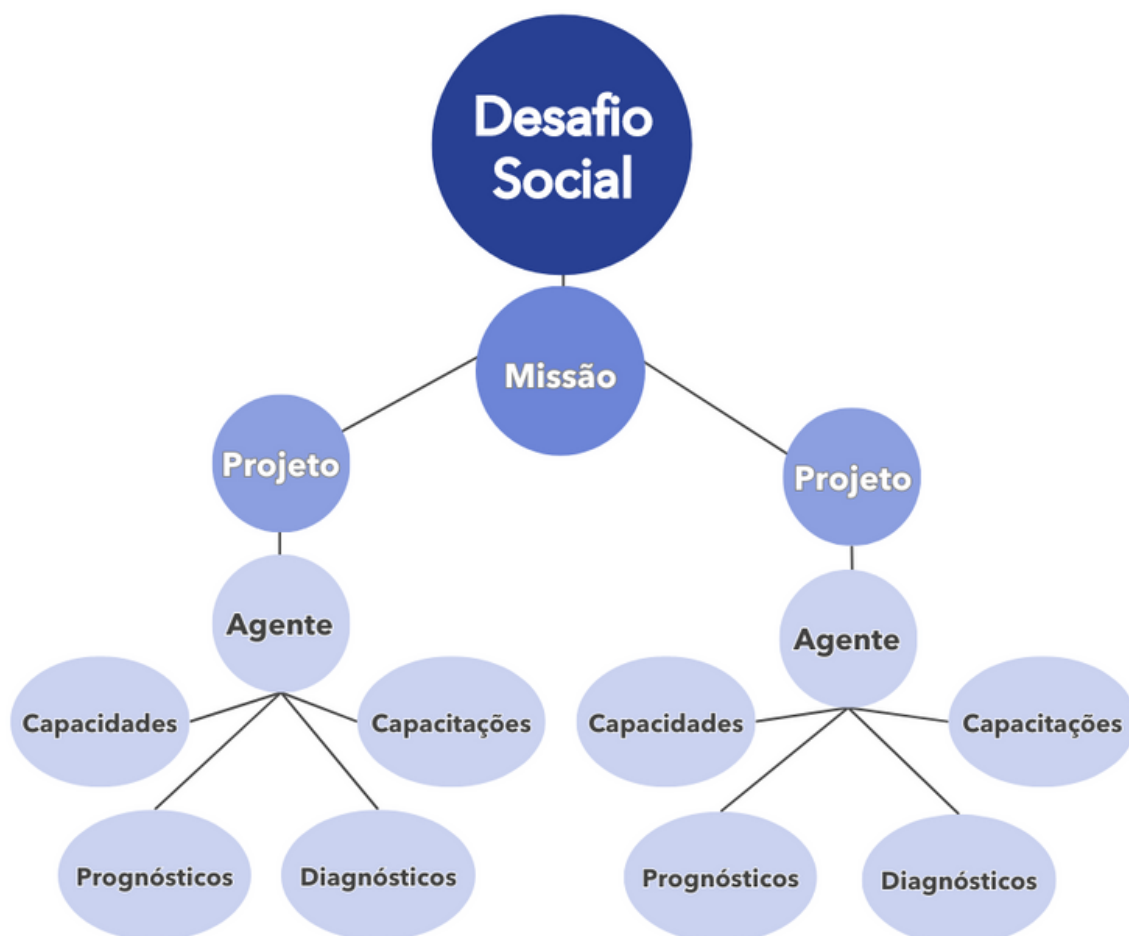 Desafio
Social
Missão
Projeto
Projeto
Agente
Agente
Capacidades
Capacitações
Capacidades
Capacitações
Prognósticos
Diagnósticos
Prognósticos
Diagnósticos